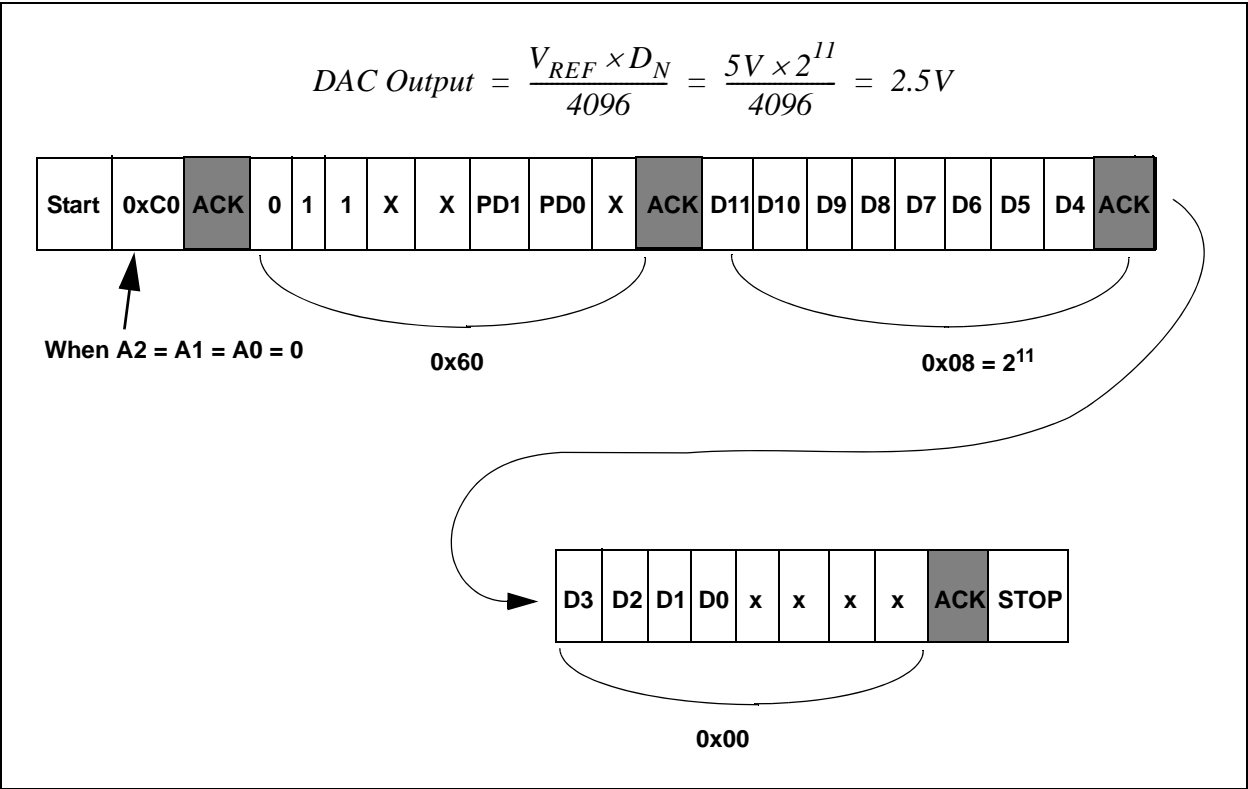 DAC Output = V_REF × D_N / 4096 = 5V × 2^11 / 4096 = 2.5V
Start 0xC0 ACK 0 1 1 X X PD1 PD0 X ACK D11 D10 D9 D8 D7 D6 D5 D4 ACK
When A2 = A1 = A0 = 0
0x60
0x08 = 2^11
D3 D2 D1 D0 x x x x ACK STOP
0x00